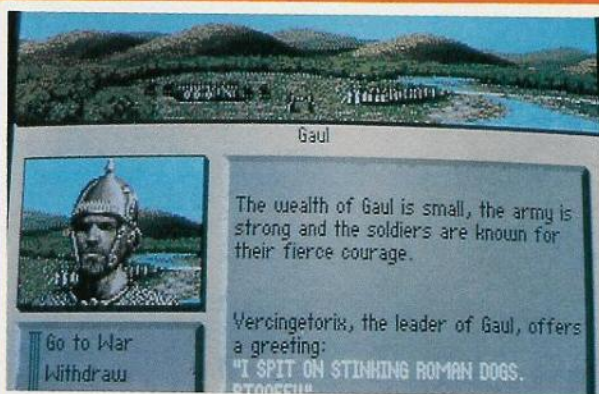 Gaul
The wealth of Gaul is small, the army is
strong and the soldiers are known for
their fierce courage.
Vercingetorix, the leader of Gaul, offers
a greeting:
"I SPIT ON STINKING ROMAN DOGS.
Go to War
Withdraw